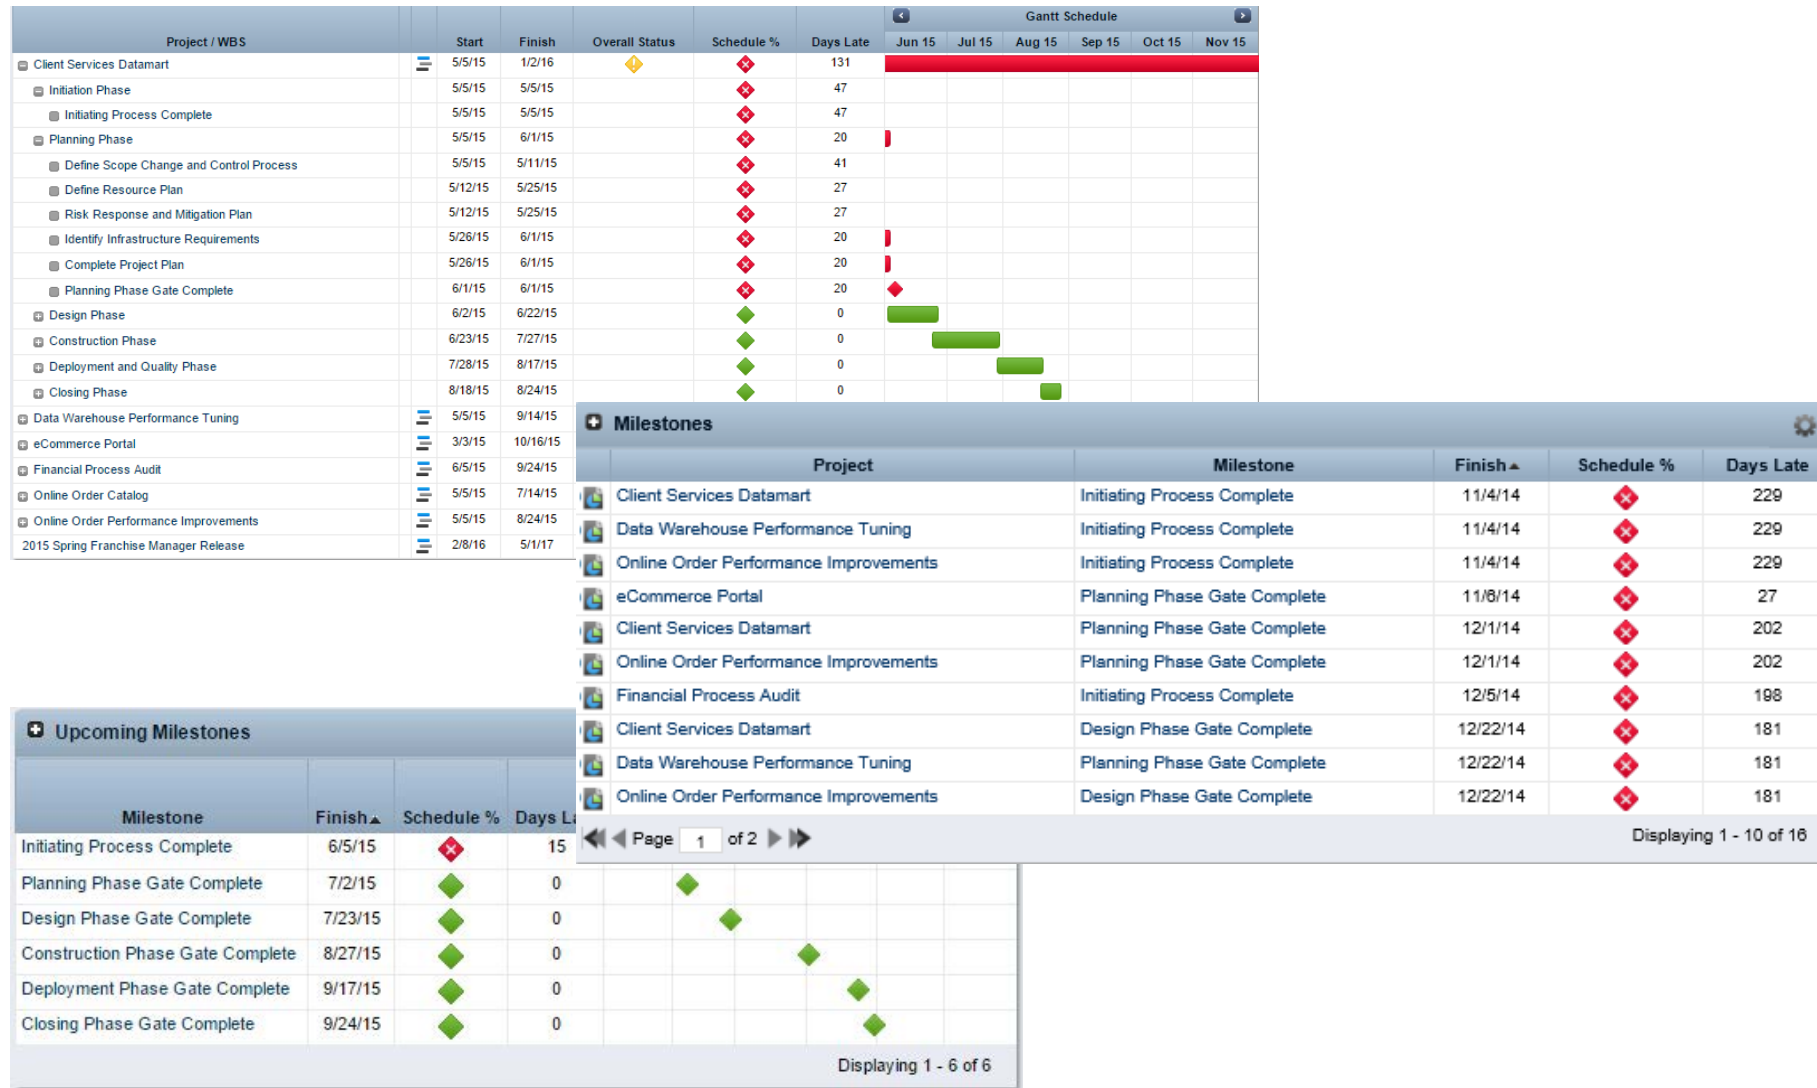 Gantt Schedule
Project / WBS Start Finish Overall Status Schedule % Days Late Jun 15 Jul 15 Aug 15 Sep 15 Oct 15 Nov 15
Client Services Datamart 5/5/15 1/2/16 131
Initiation Phase 5/5/15 5/5/15 47
Initiating Process Complete 5/5/15 5/5/15 47
Planning Phase 5/5/15 6/1/15 20
Define Scope Change and Control Process 5/5/15 5/11/15 41
Define Resource Plan 5/12/15 5/25/15 27
Risk Response and Mitigation Plan 5/12/15 5/25/15 27
Identify Infrastructure Requirements 5/26/15 6/1/15 20
Complete Project Plan 5/26/15 6/1/15 20
Planning Phase Gate Complete 6/1/15 6/1/15 20
Design Phase 6/2/15 6/22/15 0
Construction Phase 6/23/15 7/27/15 0
Deployment and Quality Phase 7/28/15 8/17/15 0
Closing Phase 8/18/15 8/24/15 0
Data Warehouse Performance Tuning 5/5/15 9/14/15
eCommerce Portal 3/3/15 10/16/15
Financial Process Audit 6/5/15 9/24/15
Online Order Catalog 5/5/15 7/14/15
Online Order Performance Improvements 5/5/15 8/24/15
2015 Spring Franchise Manager Release 2/8/16 5/1/17
Milestones
Project Milestone Finish Schedule % Days Late
Client Services Datamart Initiating Process Complete 11/4/14 229
Data Warehouse Performance Tuning Initiating Process Complete 11/4/14 229
Online Order Performance Improvements Initiating Process Complete 11/4/14 229
eCommerce Portal Planning Phase Gate Complete 11/6/14 27
Client Services Datamart Planning Phase Gate Complete 12/1/14 202
Online Order Performance Improvements Planning Phase Gate Complete 12/1/14 202
Financial Process Audit Initiating Process Complete 12/5/14 198
Client Services Datamart Design Phase Gate Complete 12/22/14 181
Data Warehouse Performance Tuning Planning Phase Gate Complete 12/22/14 181
Online Order Performance Improvements Design Phase Gate Complete 12/22/14 181
Page 1 of 2 Displaying 1 - 10 of 16
Upcoming Milestones
Milestone Finish Schedule % Days
Initiating Process Complete 6/5/15 15
Planning Phase Gate Complete 7/2/15 0
Design Phase Gate Complete 7/23/15 0
Construction Phase Gate Complete 8/27/15 0
Deployment Phase Gate Complete 9/17/15 0
Closing Phase Gate Complete 9/24/15 0
Displaying 1 - 6 of 6